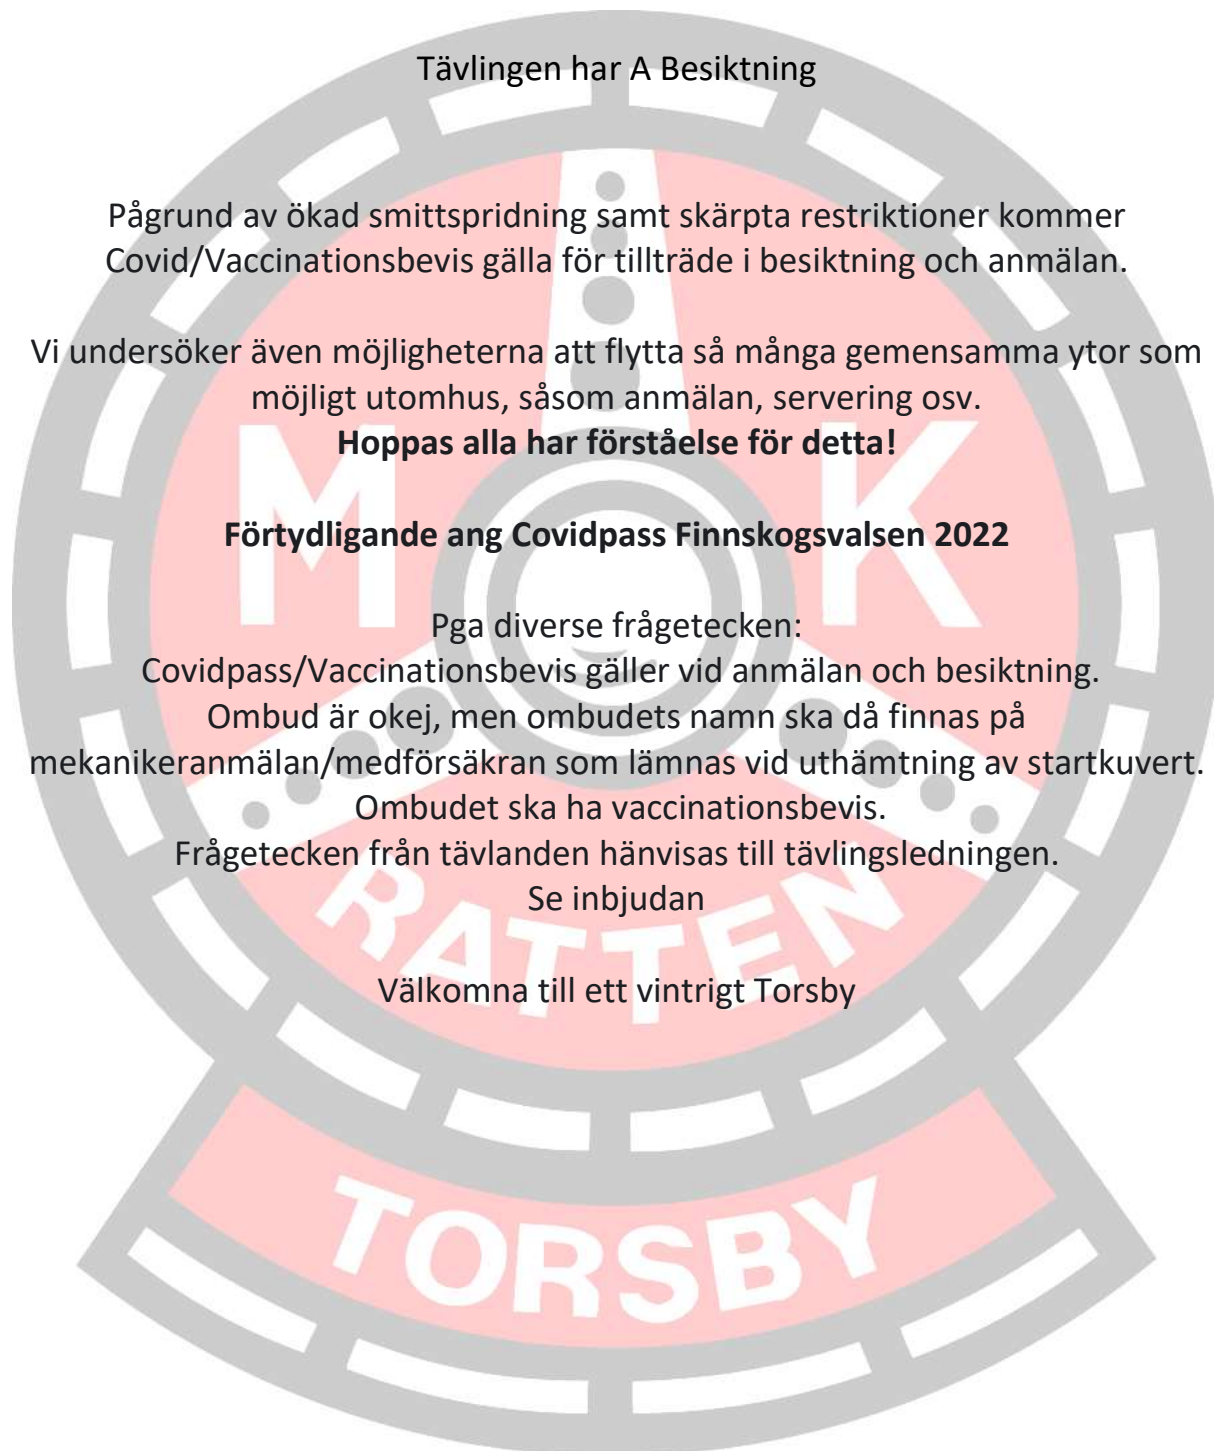 Tävlingen har A Besiktning
Pågrund av ökad smittspridning samt skärpta restriktioner kommer
Covid/Vaccinationsbevis gälla för tillträde i besiktning och anmälan.
Vi undersöker även möjligheterna att flytta så många gemensamma ytor som
möjligt utomhus, såsom anmälan, servering osv.
Hoppas alla har förståelse för detta!
Förtydligande ang Covidpass Finnskogsvalsen 2022
Pga diverse frågetecken:
Covidpass/Vaccinationsbevis gäller vid anmälan och besiktning.
Ombud är okej, men ombudets namn ska då finnas på
mekanikeranmälan/medförsäkran som lämnas vid uthämtning av startkuvert.
Ombudet ska ha vaccinationsbevis.
Frågetecken från tävlanden hänvisas till tävlingsledningen.
Se inbjudan
Välkomna till ett vintrigt Torsby
M K
RATTEN
TORSBY